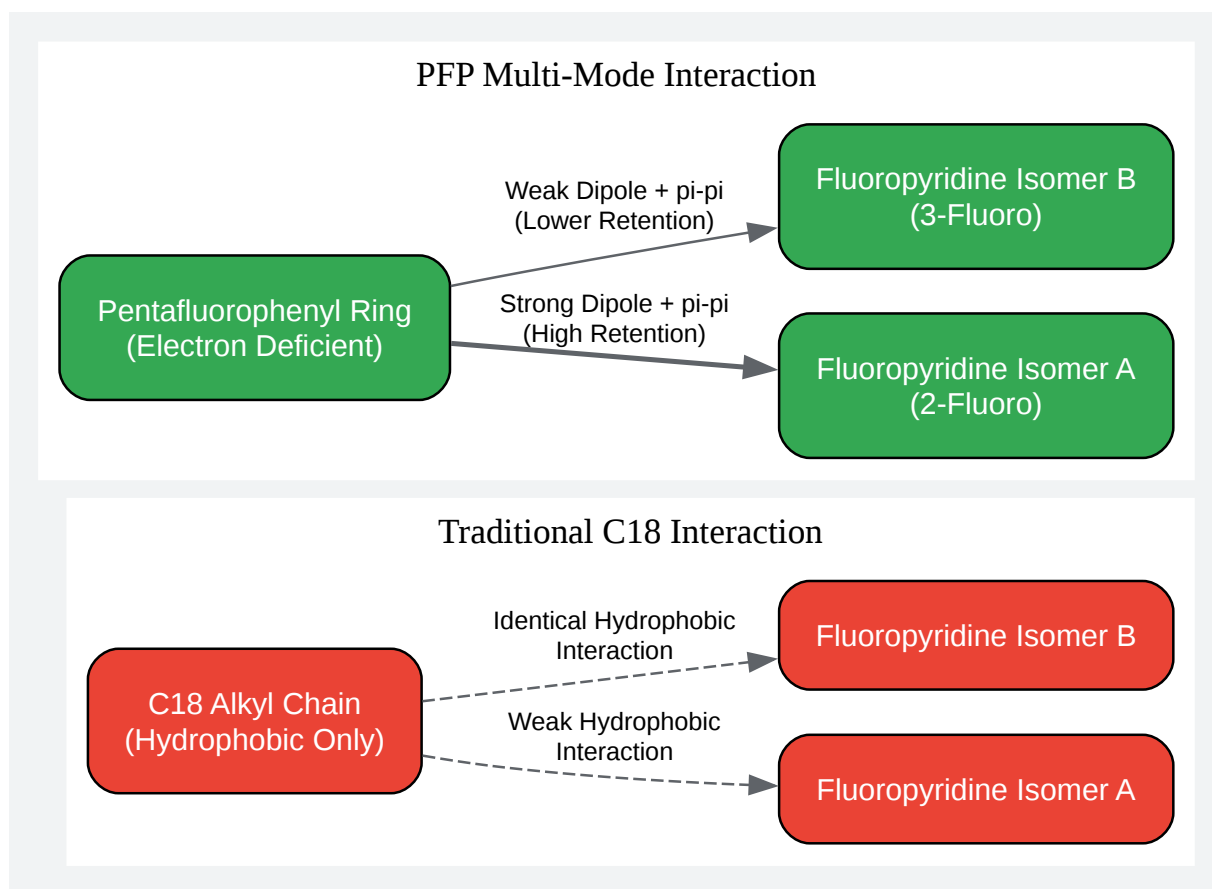 PFP Multi-Mode Interaction
Pentafluorophenyl Ring
(Electron Deficient)
Weak Dipole + pi-pi
(Lower Retention)
Strong Dipole + pi-pi
(High Retention)
Fluoropyridine Isomer B
(3-Fluoro)
Fluoropyridine Isomer A
(2-Fluoro)
Traditional C18 Interaction
C18 Alkyl Chain
(Hydrophobic Only)
Identical Hydrophobic
Interaction
Weak Hydrophobic
Interaction
Fluoropyridine Isomer B
Fluoropyridine Isomer A